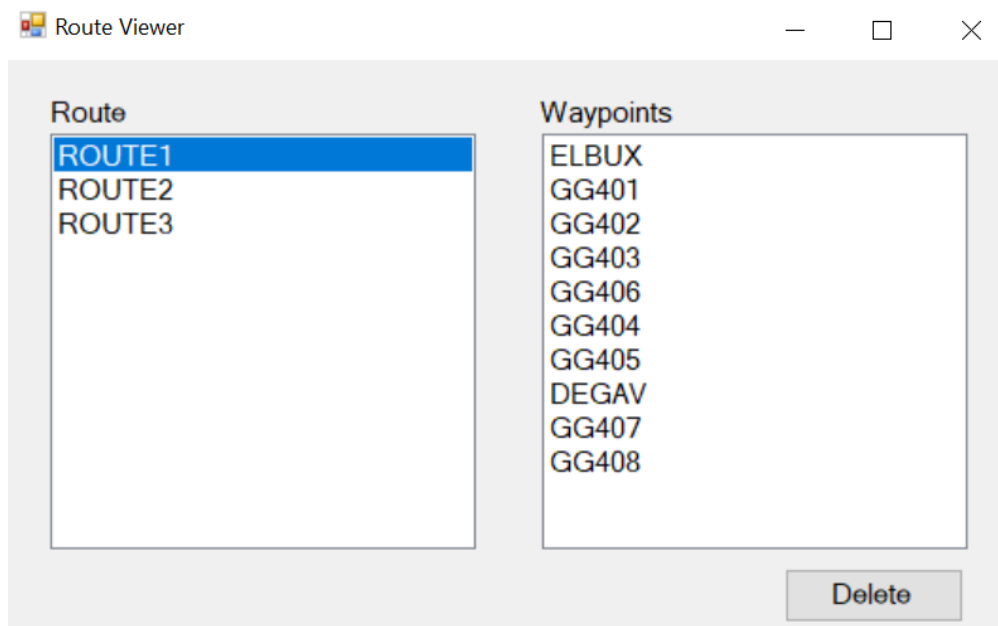 Route Viewer
Route
ROUTE1
ROUTE2
ROUTE3
Waypoints
ELBUX
GG401
GG402
GG403
GG406
GG404
GG405
DEGAV
GG407
GG408
Delete